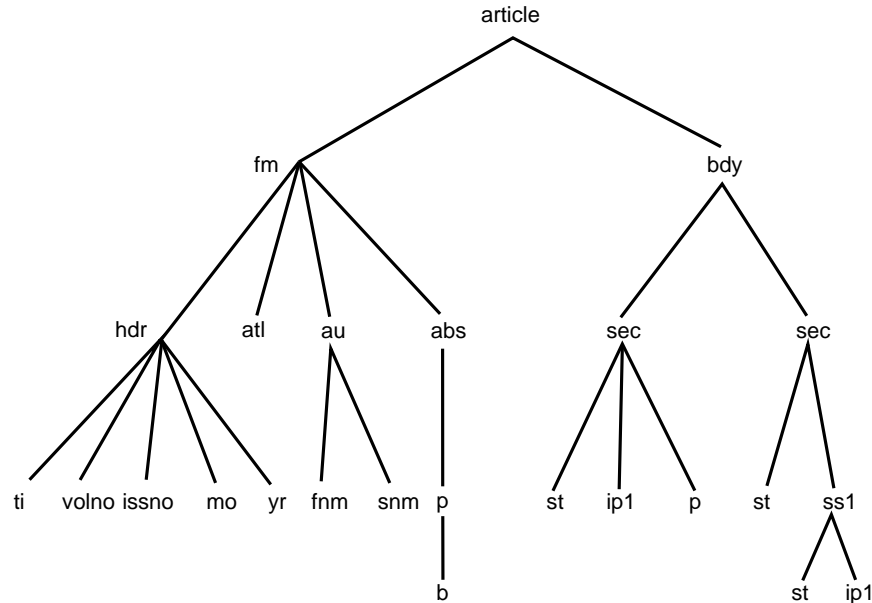 article
fm bdy
hdr atl au abs sec sec
ti volno issno mo yr fnm snm p st ip1 p st ss1
b st ip1